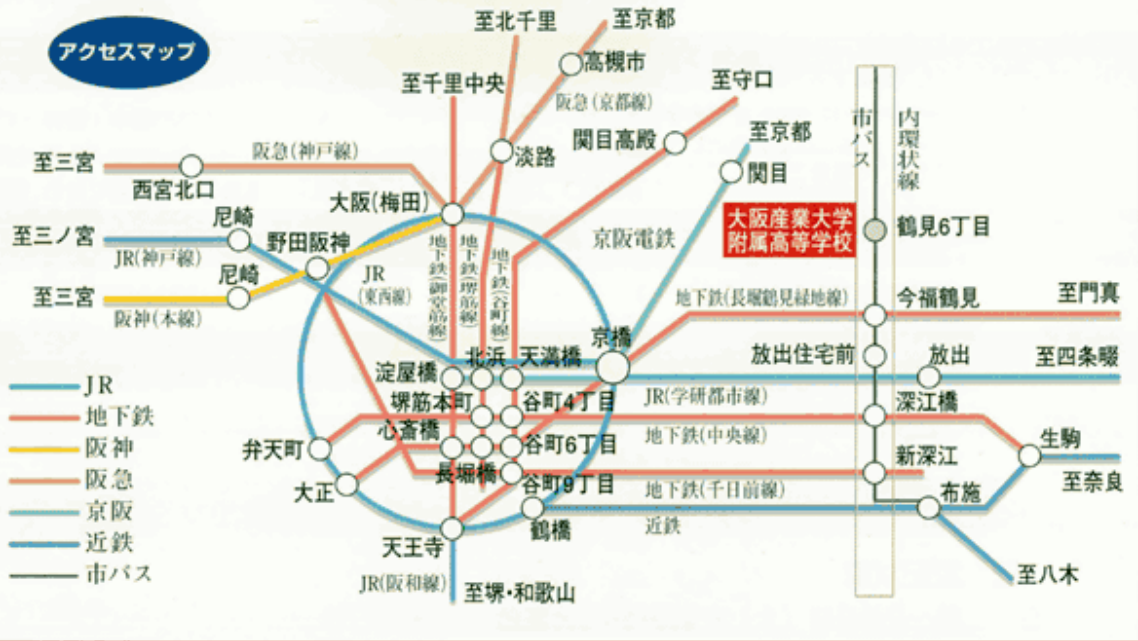 アクセスマップ
至北千里
至京都
高槻市
至千里中央
阪急(京都線)
至守口
関目高殿
至京都
淡路
関目
市バス
内環状線
至三宮
阪急(神戸線)
西宮北口
大阪(梅田)
尼崎
至三ノ宮
野田阪神
JR(神戸線)
尼崎
JR
(東西線)
地下鉄(御堂筋線)
地下鉄(堺筋線)
地下鉄(谷町線)
京阪電鉄
大阪産業大学
附属高等学校
鶴見6丁目
至三宮
阪神(本線)
地下鉄(長堀鶴見緑地線)
今福鶴見
至門真
京橋
北浜
天満橋
放出住宅前
放出
至四条畷
淀屋橋
JR
堺筋本町
谷町4丁目
JR(学研都市線)
深江橋
地下鉄
心斎橋
谷町6丁目
地下鉄(中央線)
阪神
弁天町
生駒
長堀橋
新深江
阪急
大正
谷町9丁目
地下鉄(千日前線)
至奈良
京阪
布施
鶴橋
近鉄
近鉄
天王寺
市バス
JR(阪和線)
至堺・和歌山
至八木